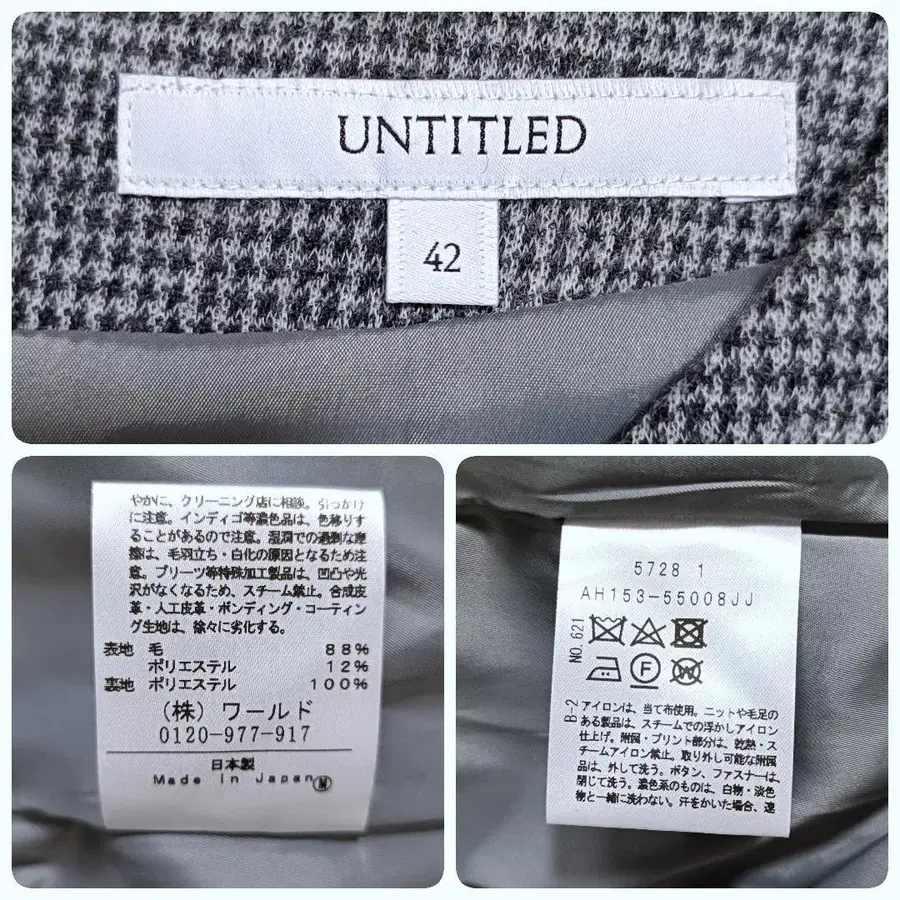 UNTITLED
42
やかに、クリーニング店に相談。引っかけ
に注意。インディゴ等濃色品は、色移りす
ることがあるので注意。湿潤での過剰な摩
擦は、毛羽立ち・白化の原因となるため注
意。プリーツ等特殊加工製品は、凹凸や光
沢がなくなるため、スチーム禁止。合成皮
革・人工皮革・ボンディング・コーティン
グ生地は、徐々に劣化する。
表地 毛 88%
ポリエステル 12%
裏地 ポリエステル 100%
(株) ワールド
0120-977-917
日本製
Made in Japan
5728 1
AH153-55008JJ
NO.621
F
W
B-2
アイロンは、当て布使用。ニットや毛足の
ある製品は、スチームでの浮かしアイロン
仕上げ。附図・プリント部分は、乾熱・ス
チームアイロン禁止。取り外し可能な附図
品は、外して洗う。ボタン、ファスナーは
閉じて洗う。濃色系のものは、白物・淡色
物と一緒に洗わない。汗をかいた場合、速